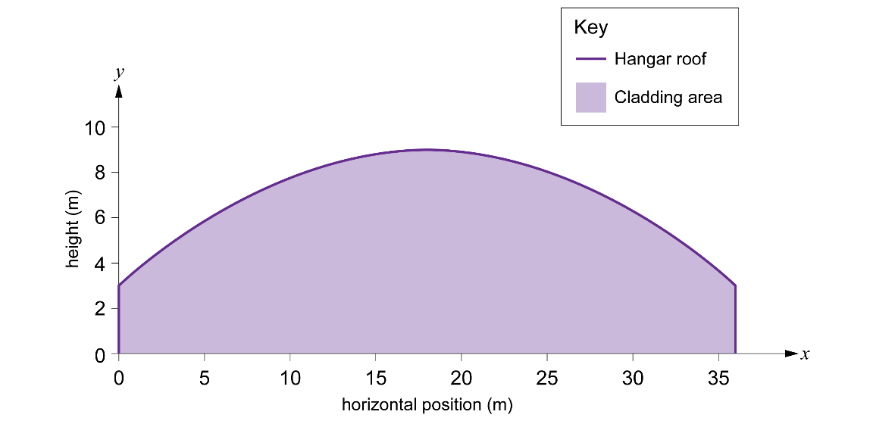 Key
Hangar roof
Cladding area
y
10
8
6
4
2
0
height (m)
0 5 10 15 20 25 30 35
x
horizontal position (m)